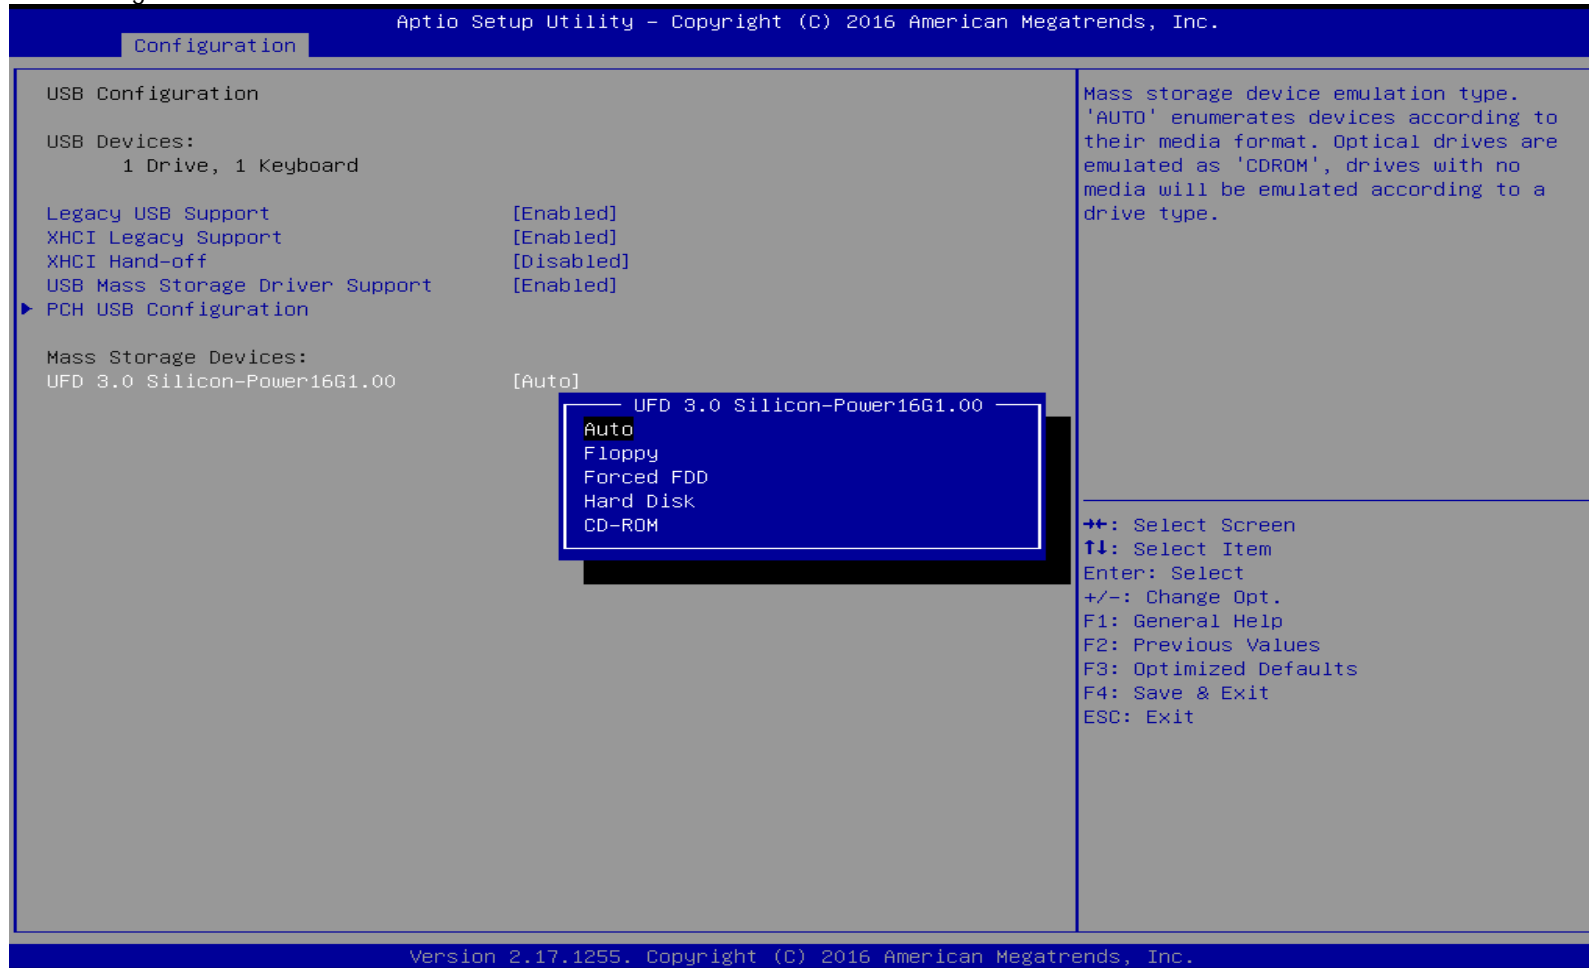 Aptio Setup Utility – Copyright (C) 2016 American Megatrends, Inc.
Configuration
USB Configuration
USB Devices:
1 Drive, 1 Keyboard
Legacy USB Support [Enabled]
XHCI Legacy Support [Enabled]
XHCI Hand-off [Disabled]
USB Mass Storage Driver Support [Enabled]
► PCH USB Configuration
Mass Storage Devices:
UFD 3.0 Silicon-Power16G1.00 [Auto]
UFD 3.0 Silicon-Power16G1.00
Auto
Floppy
Forced FDD
Hard Disk
CD-ROM
Mass storage device emulation type.
'AUTO' enumerates devices according to
their media format. Optical drives are
emulated as 'CDROM', drives with no
media will be emulated according to a
drive type.
→←: Select Screen
↑↓: Select Item
Enter: Select
+/-: Change Opt.
F1: General Help
F2: Previous Values
F3: Optimized Defaults
F4: Save & Exit
ESC: Exit
Version 2.17.1255. Copyright (C) 2016 American Megatrends, Inc.